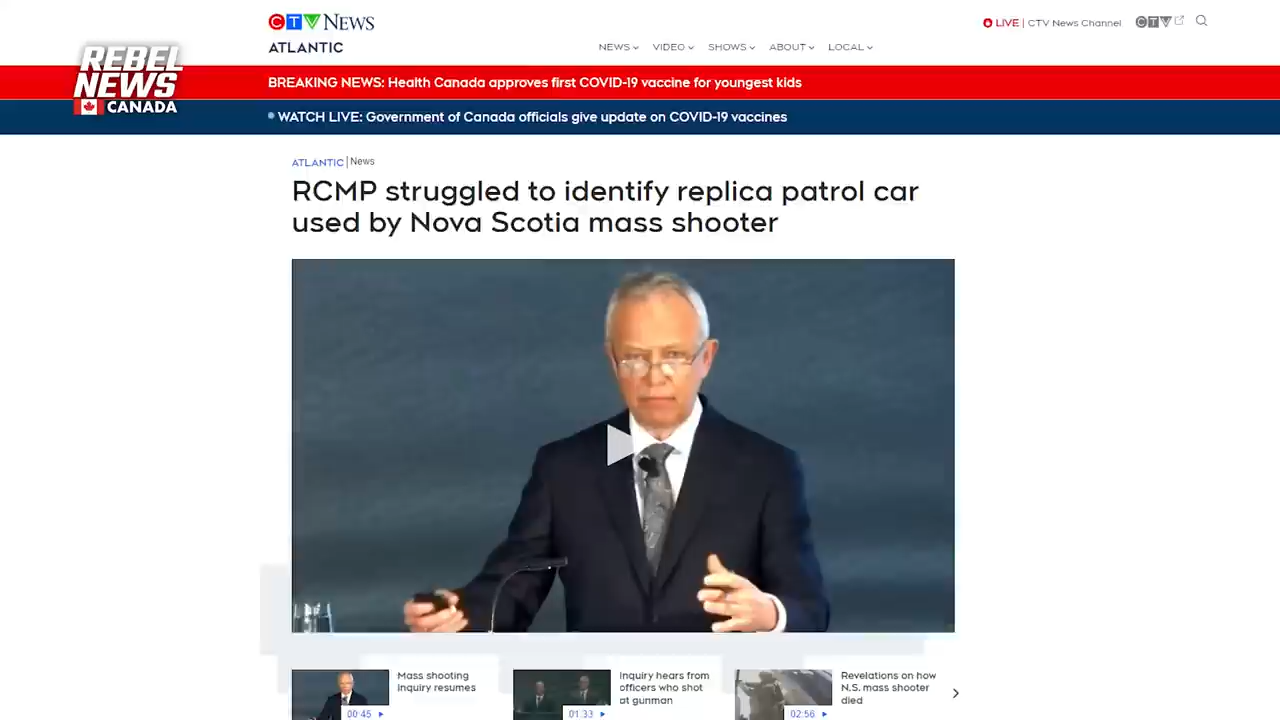 CTV NEWS
ATLANTIC
LIVE | CTV News Channel
CTV
NEWS
VIDEO
SHOWS
ABOUT
LOCAL
REBEL
NEWS
CANADA
BREAKING NEWS: Health Canada approves first COVID-19 vaccine for youngest kids
WATCH LIVE: Government of Canada officials give update on COVID-19 vaccines
ATLANTIC | News
RCMP struggled to identify replica patrol car
used by Nova Scotia mass shooter
Mass shooting
inquiry resumes
00:45
Inquiry hears from
officers who shot
at gunman
01:33
Revelations on how
N.S. mass shooter
died
02:56